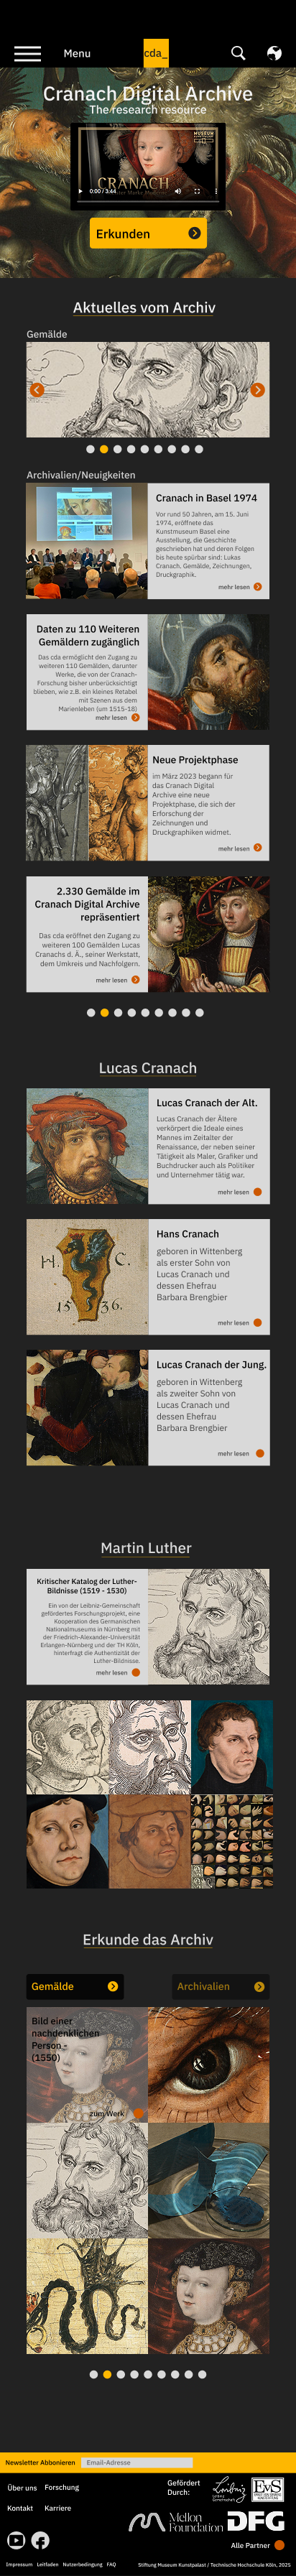 Menu
cda_
Cranach Digital Archive
The research resource
MUSEUM
CRANACH
0:00 / 3:44
Erkunden
Aktuelles vom Archiv
Gemälde
Archivalien/Neuigkeiten
Cranach in Basel 1974
Vor rund 50 Jahren, am 15. Juni
1974, eröffnete das
Kunstmuseum Basel eine
Ausstellung, die Geschichte
geschrieben hat und deren Folgen
bis heute spürbar sind: Lukas
Cranach. Gemälde, Zeichnungen,
Druckgraphik.
mehr lesen
Daten zu 110 Weiteren
Gemäldern zugänglich
Das cda ermöglicht den Zugang zu
weiteren 110 Gemälden, darunter
Werke, die von der Cranach-
Forschung bisher unberücksichtigt
blieben, wie z.B. ein kleines Retabel
mit Szenen aus dem
Marienleben (um 1515-18)
mehr lesen
Neue Projektphase
im März 2023 begann für
das Cranach Digital
Archive eine neue
Projektphase, die sich der
Erforschung der
Zeichnungen und
Druckgraphiken widmet.
mehr lesen
2.330 Gemälde im
Cranach Digital Archive
repräsentiert
Das cda eröffnet den Zugang zu
weiteren 100 Gemälden Lucas
Cranachs d. Ä., seiner Werkstatt,
dem Umkreis und Nachfolgern.
mehr lesen
Lucas Cranach
Lucas Cranach der Alt.
Lucas Cranach der Ältere
verkörpert die Ideale eines
Mannes im Zeitalter der
Renaissance, der neben seiner
Tätigkeit als Maler, Grafiker und
Buchdrucker auch als Politiker
und Unternehmer tätig war.
mehr lesen
H. C.
1536.
Hans Cranach
geboren in Wittenberg
als erster Sohn von
Lucas Cranach und
dessen Ehefrau
Barbara Brengbier
mehr lesen
Lucas Cranach der Jung.
geboren in Wittenberg
als zweiter Sohn von
Lucas Cranach und
dessen Ehefrau
Barbara Brengbier
mehr lesen
Martin Luther
Kritischer Katalog der Luther-
Bildnisse (1519 - 1530)
Ein von der Leibniz-Gemeinschaft
gefördertes Forschungsprojekt, eine
Kooperation des Germanischen
Nationalmuseums in Nürnberg mit
der Friedrich-Alexander-Universität
Erlangen-Nürnberg und der TH Köln,
hinterfragt die Authentizität der
Luther-Bildnisse.
mehr lesen
Erkunde das Archiv
Gemälde
Archivalien
Bild einer
nachdenklichen
Person -
(1550)
zum Werk
Newsletter Abbonieren
Email-Adresse
Über uns
Forschung
Kontakt
Karriere
Gefördert
Durch:
Leibniz
Gemeinschaft
EvS
Mellon
Foundation
DFG
Alle Partner
Impressum Leitfaden Nutzerbedingung FAQ
Stiftung Museum Kunstpalast / Technische Hochschule Köln, 2025